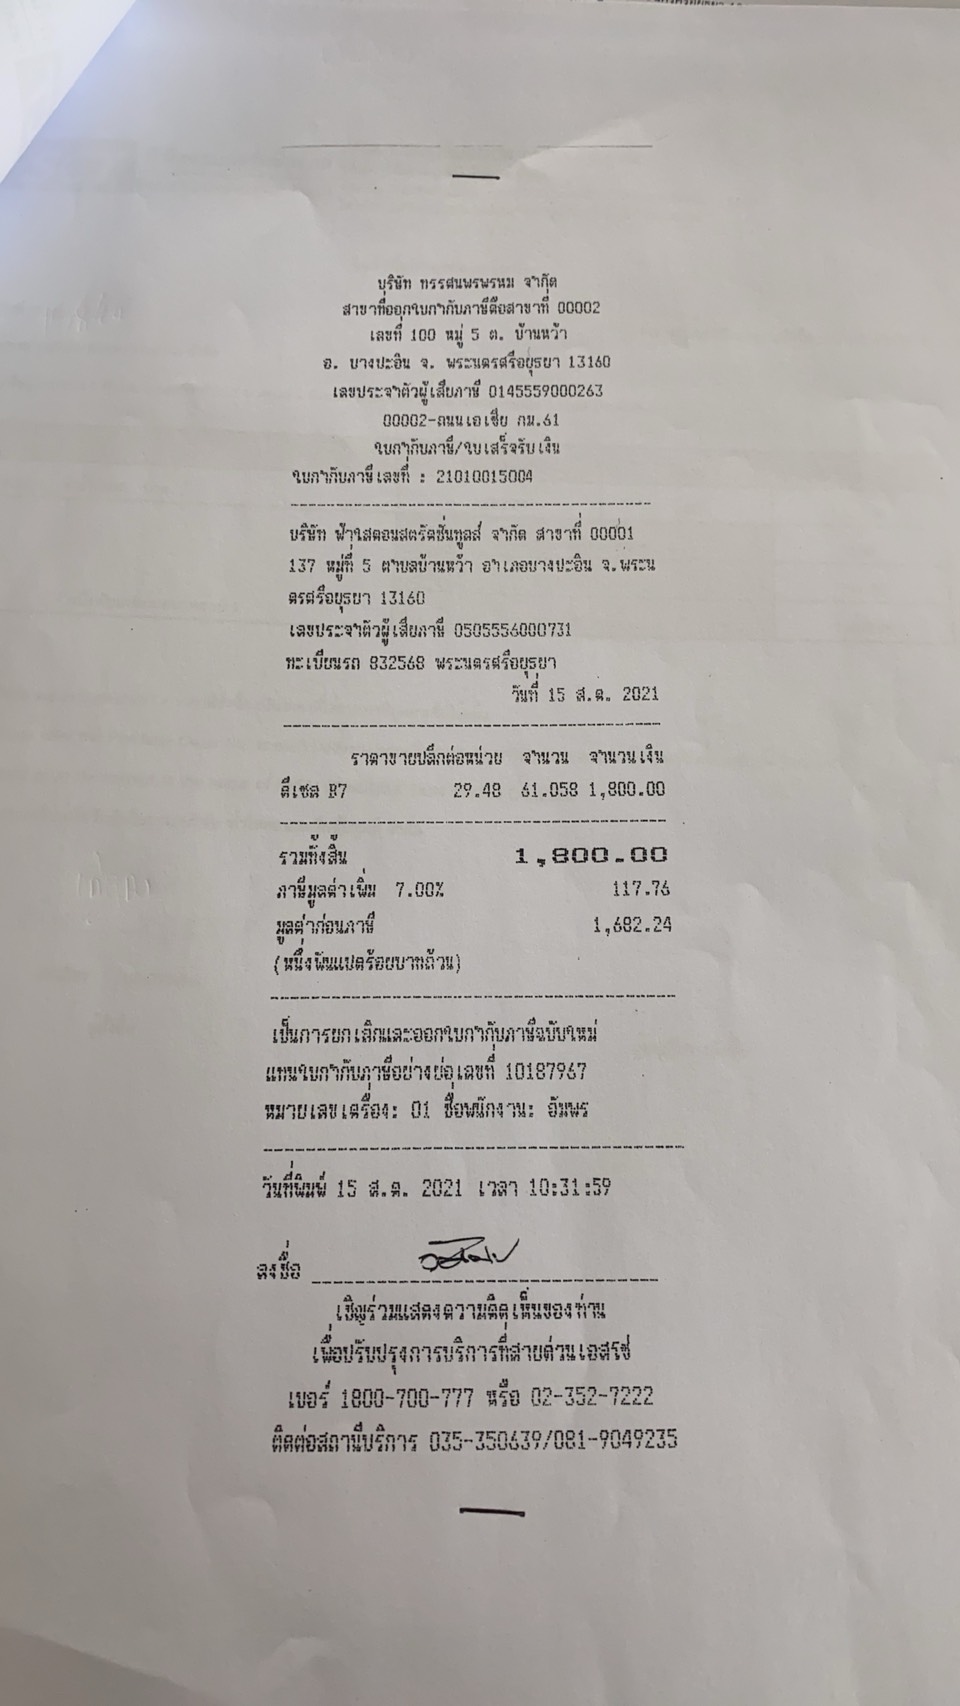 บริษัท ทรรศนพรพรหม จำกัด
สาขาที่ออกใบกำกับภาษีคือสาขาที่ 00002
เลขที่ 100 หมู่ 5 ต. บ้านหว้า
อ. บางปะอิน จ. พระนครศรีอยุธยา 13160
เลขประจำตัวผู้เสียภาษี 0145559000263
00002-ถนนเอเชีย กม.61
ใบกำกับภาษี/ใบเสร็จรับเงิน
ใบกำกับภาษีเลขที่ : 21010015004
บริษัท ฟ้าใสคอนสตรัคชั่นทูลส์ จำกัด สาขาที่ 00001
137 หมู่ที่ 5 ตำบลบ้านหว้า อำเภอบางปะอิน จ.พระน
ครศรีอยุธยา 13160
เลขประจำตัวผู้เสียภาษี 0505556000731
ทะเบียนรถ 832568 พระนครศรีอยุธยา
วันที่ 15 ส.ค. 2021
ราคาขายปลีกต่อหน่วย จำนวน จำนวนเงิน
ดีเซล B7 29.48 61.058 1,800.00
รวมทั้งสิ้น 1,800.00
ภาษีมูลค่าเพิ่ม 7.00% 117.76
มูลค่าก่อนภาษี 1,682.24
(หนึ่งพันแปดร้อยบาทถ้วน)
เป็นการยกเลิกและออกใบกำกับภาษีฉบับใหม่
แทนใบกำกับภาษีอย่างย่อเลขที่ 10187967
หมายเลขเครื่อง: 01 ชื่อพนักงาน: อัมพร
วันที่พิมพ์ 15 ส.ค. 2021 เวลา 10:31:59
ลงชื่อ
เชิญร่วมแสดงความคิดเห็นของท่าน
เพื่อปรับปรุงการบริการที่สายด่วนเอสโซ่
เบอร์ 1800-700-777 หรือ 02-352-7222
ติดต่อสถานีบริการ 035-350639/081-9049235